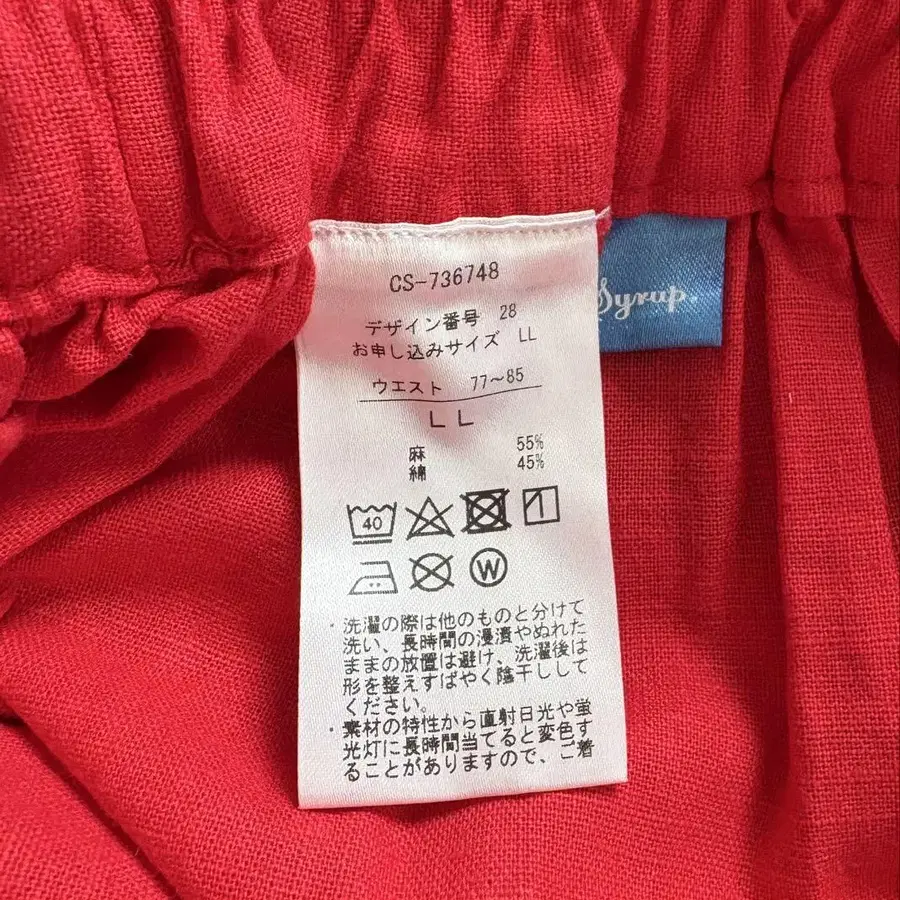 CS-736748
デザイン番号 28
お申し込みサイズ LL
ウエスト 77～85
LL
麻 55%
綿 45%
40
W
・洗濯の際は他のものと分けて
洗い、長時間の浸漬やぬれた
ままの放置は避け、洗濯後は
形を整えすばやく陰干しして
ください。
・素材の特性から直射日光や蛍
光灯に長時間当てると変色す
ることがありますので、ご着
Syrup.